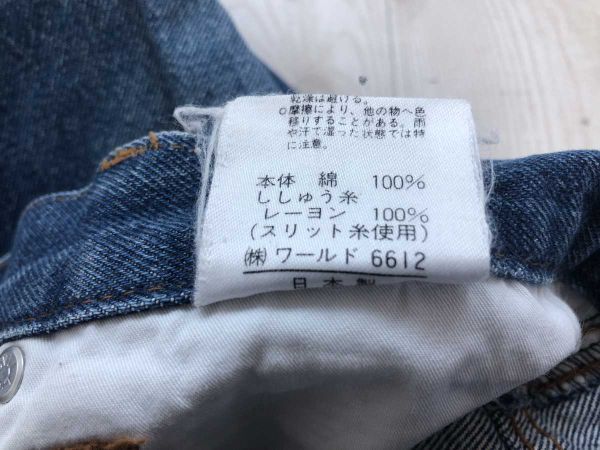 乾燥は避ける。
○摩擦により、他の物へ色
移りすることがある。雨
や汗で湿った状態では特
に注意。
本体 綿 100%
ししゅう糸
レーヨン 100%
(スリット糸使用)
㈱ワールド 6612
日本製